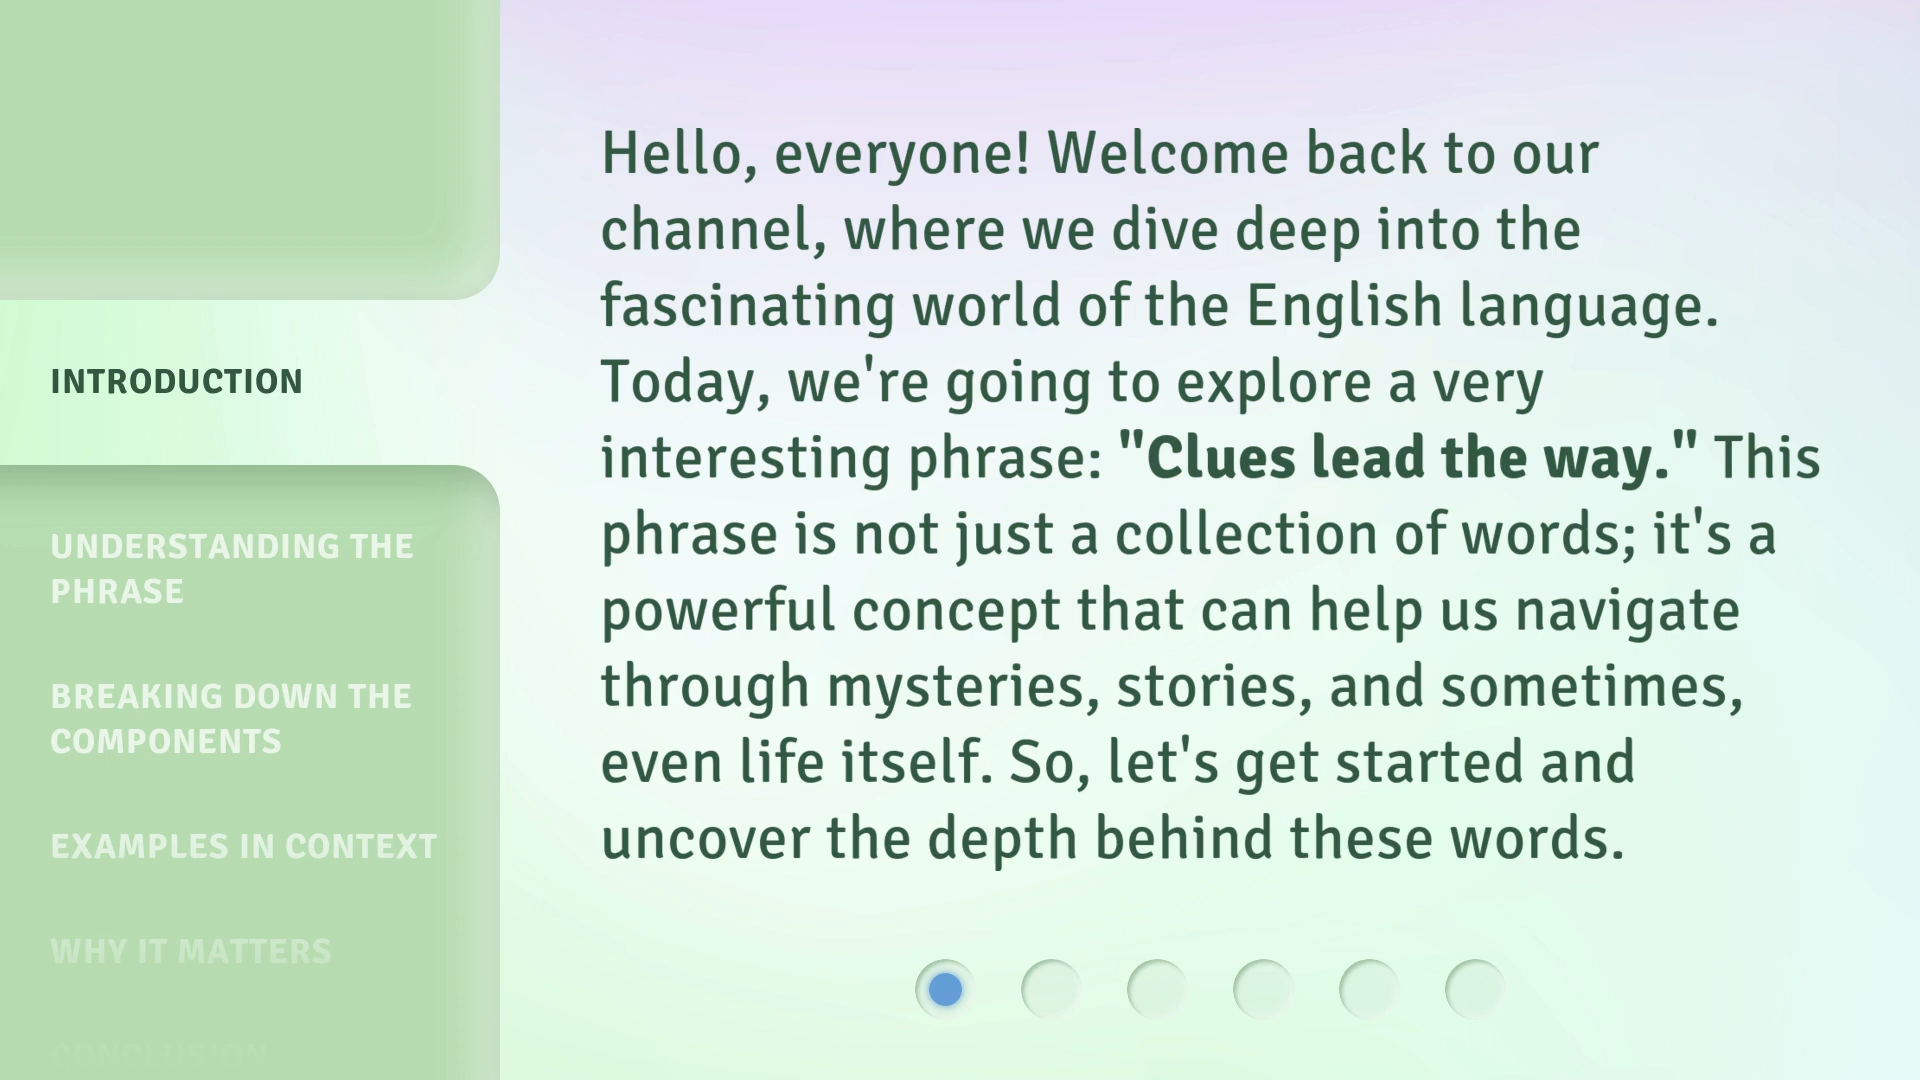 INTRODUCTION
UNDERSTANDING THE
PHRASE
BREAKING DOWN THE
COMPONENTS
EXAMPLES IN CONTEXT
WHY IT MATTERS
CONCLUSION
Hello, everyone! Welcome back to our
channel, where we dive deep into the
fascinating world of the English language.
Today, we're going to explore a very
interesting phrase: "Clues lead the way." This
phrase is not just a collection of words; it's a
powerful concept that can help us navigate
through mysteries, stories, and sometimes,
even life itself. So, let's get started and
uncover the depth behind these words.